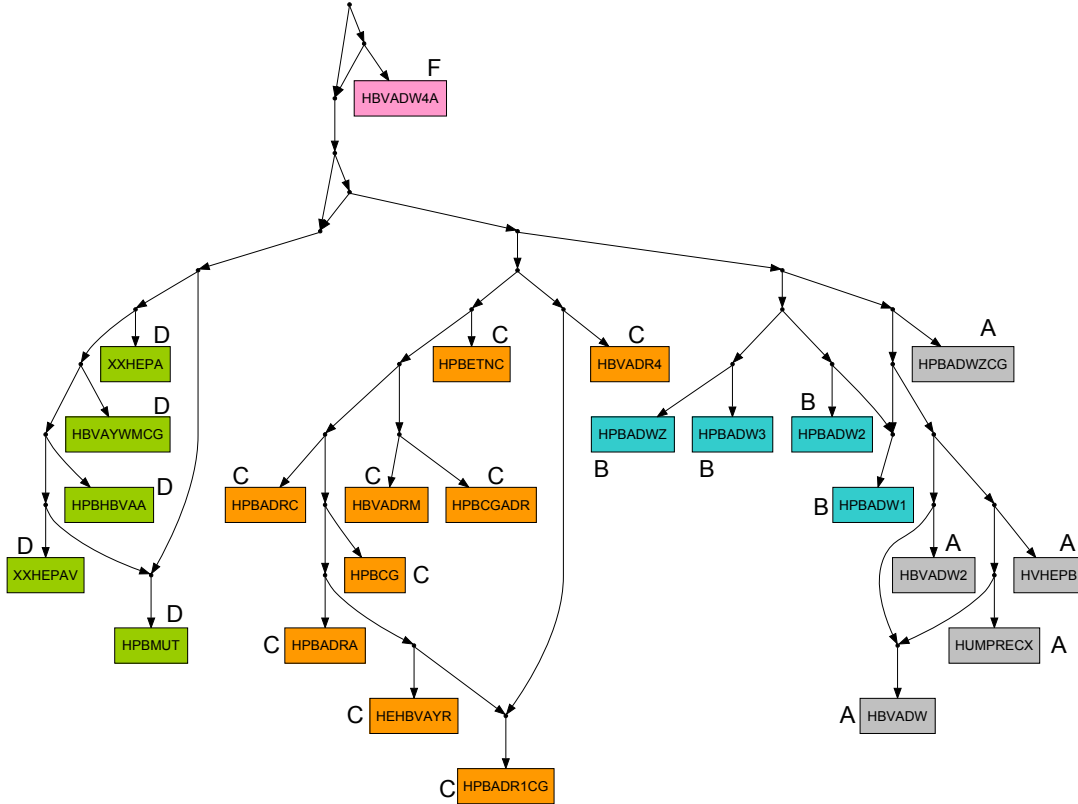 F
HBVADW4A
D
XXHEPA
C
HPBETNC
C
HBVADR4
A
HPBADWZCG
D
HBVAYWMCG
HPBADWZ
B
HPBADW3
B
B
HPBADW2
D
HPBHBVAA
C
HPBADRC
C
HBVADRM
C
HPBCGADR
B
HPBADW1
D
XXHEPAV
HPBCG
C
A
HBVADW2
A
HVHEPB
D
HPBMUT
C
HPBADRA
HUMPRECX
A
C
HEHBVAYR
A
HBVADW
C
HPBADR1CG